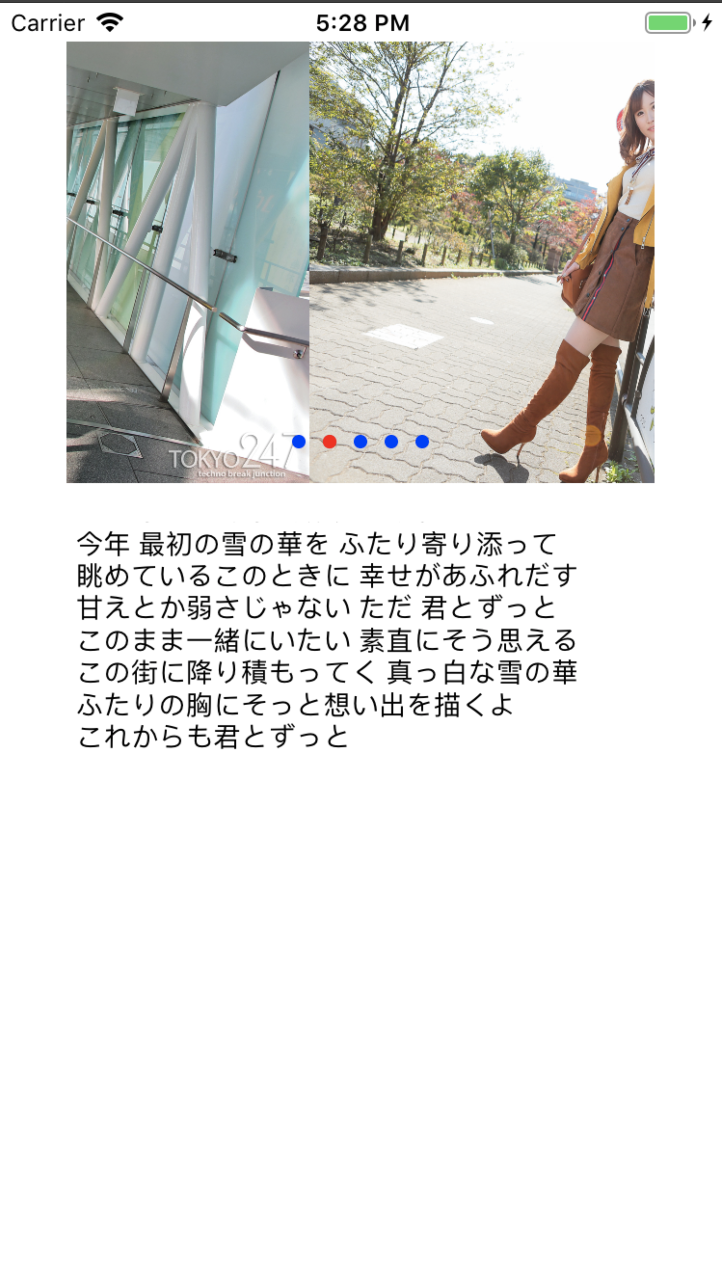 Carrier 5:28 PM
TOKYO247
techno break junction
今年 最初の雪の華を ふたり寄り添って
眺めているこのときに 幸せがあふれだす
甘えとか弱さじゃない ただ 君とずっと
このまま一緒にいたい 素直にそう思える
この街に降り積もってく 真っ白な雪の華
ふたりの胸にそっと想い出を描くよ
これからも君とずっと